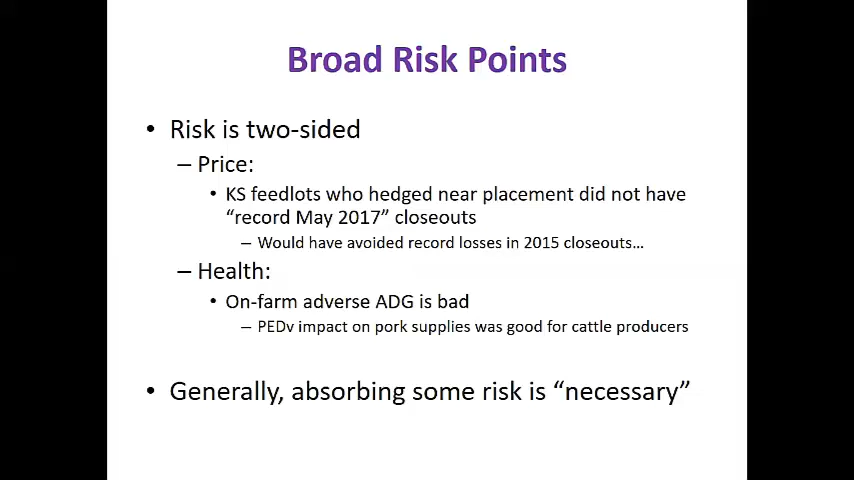 Broad Risk Points
• Risk is two-sided
– Price:
• KS feedlots who hedged near placement did not have
“record May 2017” closeouts
– Would have avoided record losses in 2015 closeouts…
– Health:
• On-farm adverse ADG is bad
– PEDv impact on pork supplies was good for cattle producers
• Generally, absorbing some risk is “necessary”